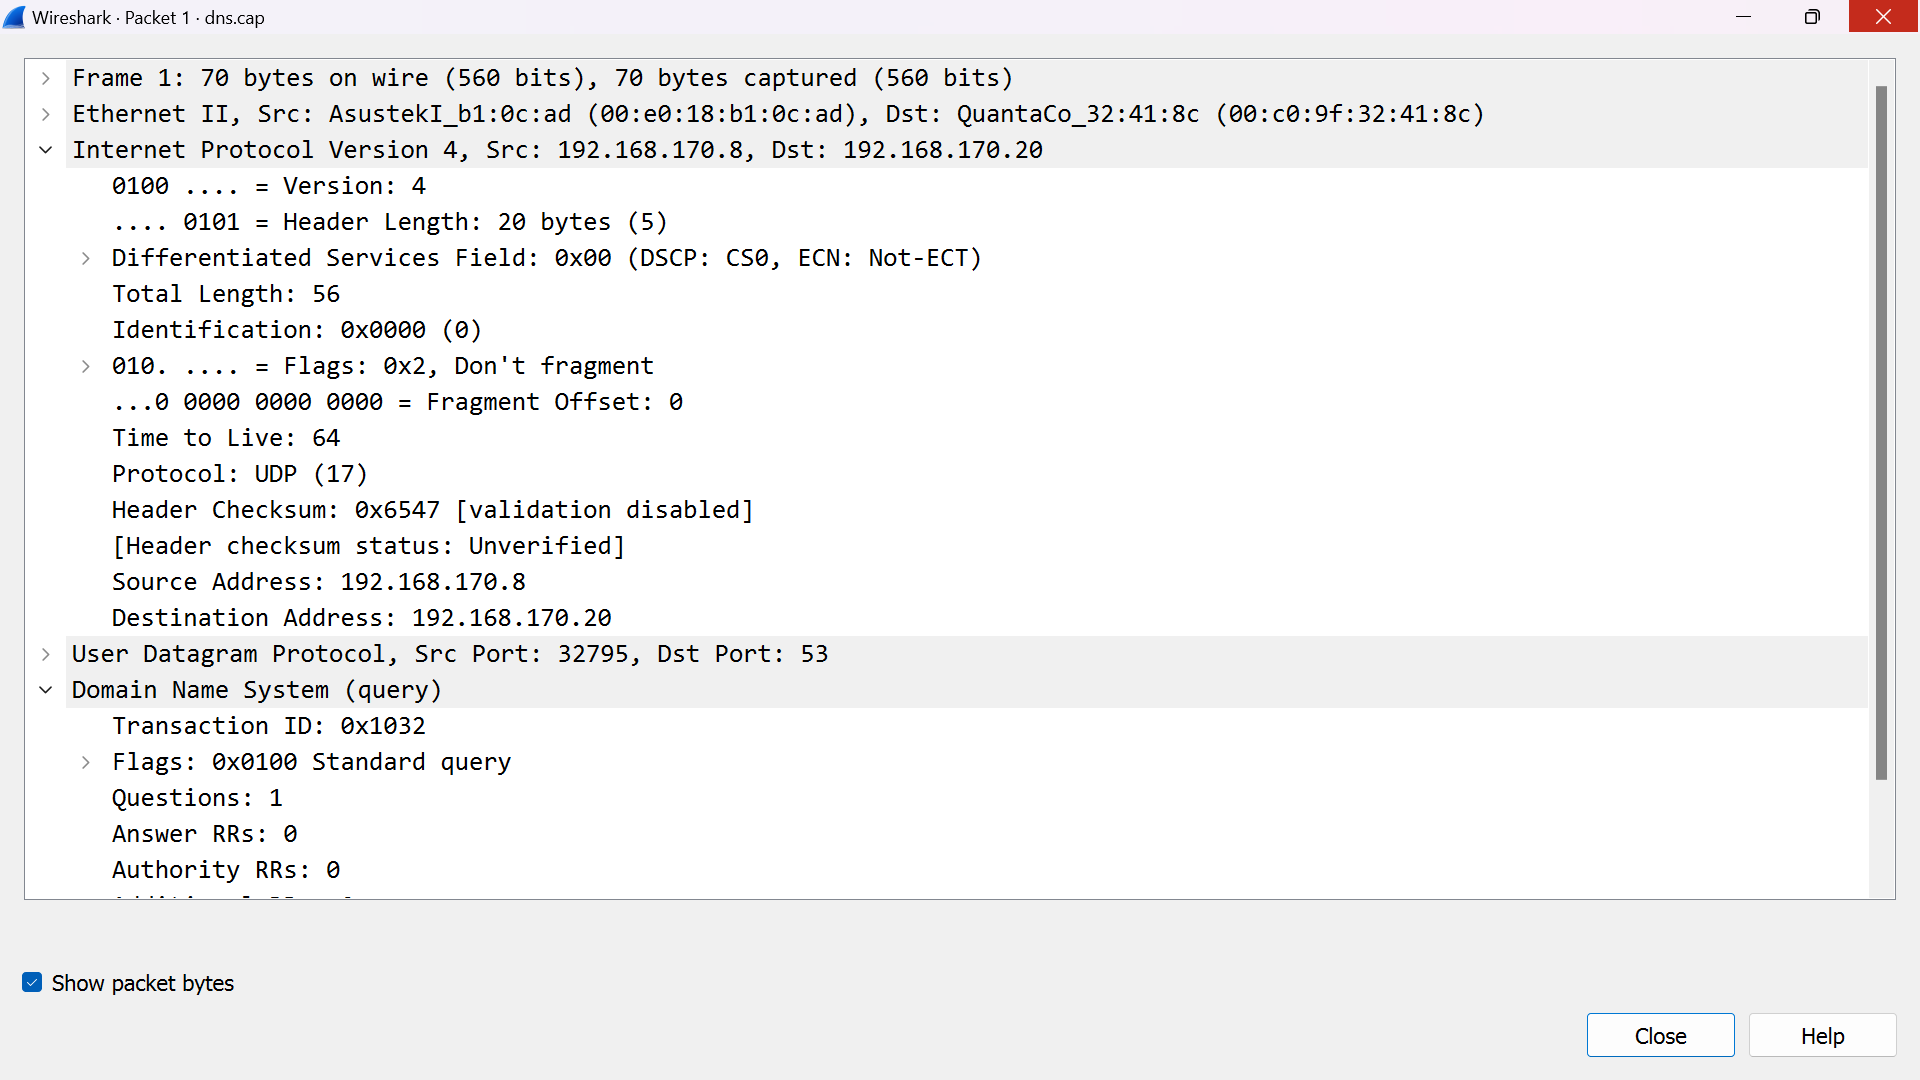 Wireshark · Packet 1 · dns.cap
Frame 1: 70 bytes on wire (560 bits), 70 bytes captured (560 bits)
Ethernet II, Src: AsustekI_b1:0c:ad (00:e0:18:b1:0c:ad), Dst: QuantaCo_32:41:8c (00:c0:9f:32:41:8c)
Internet Protocol Version 4, Src: 192.168.170.8, Dst: 192.168.170.20
0100 .... = Version: 4
.... 0101 = Header Length: 20 bytes (5)
Differentiated Services Field: 0x00 (DSCP: CS0, ECN: Not-ECT)
Total Length: 56
Identification: 0x0000 (0)
010. .... = Flags: 0x2, Don't fragment
...0 0000 0000 0000 = Fragment Offset: 0
Time to Live: 64
Protocol: UDP (17)
Header Checksum: 0x6547 [validation disabled]
[Header checksum status: Unverified]
Source Address: 192.168.170.8
Destination Address: 192.168.170.20
User Datagram Protocol, Src Port: 32795, Dst Port: 53
Domain Name System (query)
Transaction ID: 0x1032
Flags: 0x0100 Standard query
Questions: 1
Answer RRs: 0
Authority RRs: 0
Show packet bytes
Close
Help